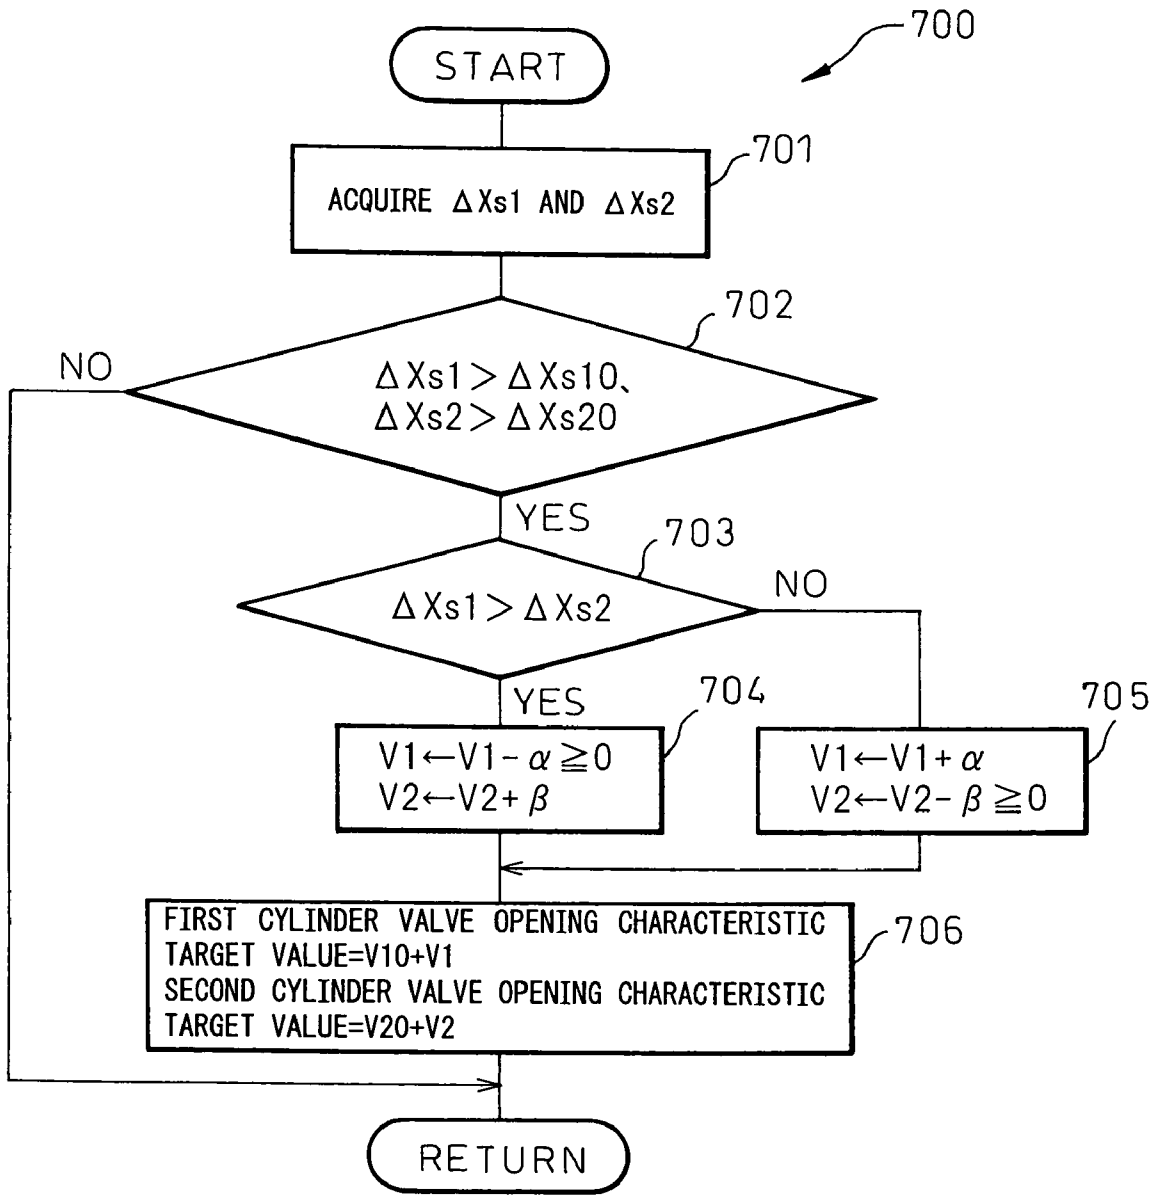 700
START
701
ACQUIRE ΔXs1 AND ΔXs2
702
NO
ΔXs1>ΔXs10、
ΔXs2>ΔXs20
YES
703
NO
ΔXs1>ΔXs2
YES
704
705
V1←V1-α≧0
V2←V2+β
V1←V1+α
V2←V2-β≧0
FIRST CYLINDER VALVE OPENING CHARACTERISTIC
TARGET VALUE=V10+V1
SECOND CYLINDER VALVE OPENING CHARACTERISTIC
TARGET VALUE=V20+V2
706
RETURN